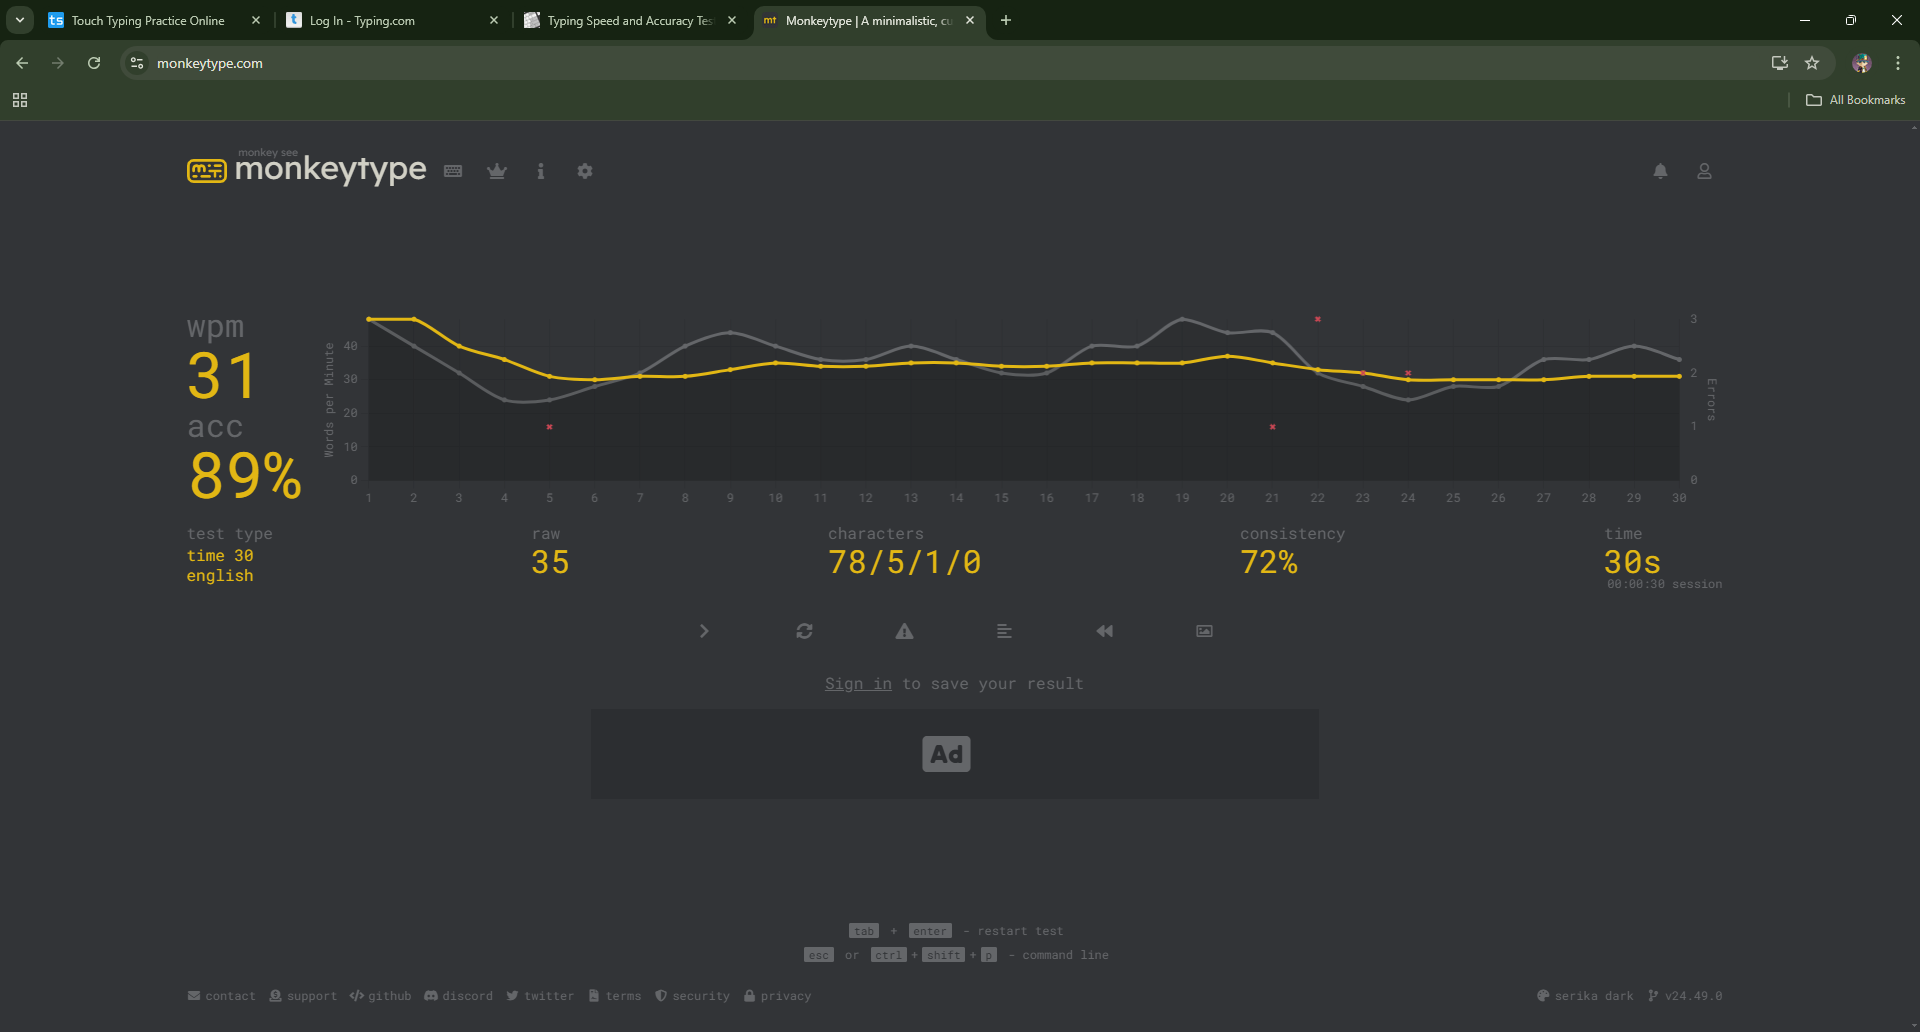 ts Touch Typing Practice Online
t Log In - Typing.com
Typing Speed and Accuracy Tes
mt Monkeytype | A minimalistic, cu
monkeytype.com
All Bookmarks
monkey see
monkeytype
wpm
31
acc
89%
Words per Minute
40
30
20
10
0
1 2 3 4 5 6 7 8 9 10 11 12 13 14 15 16 17 18 19 20 21 22 23 24 25 26 27 28 29 30
3
2
1
0
Errors
test type
time 30
english
raw
35
characters
78/5/1/0
consistency
72%
time
30s
00:00:30 session
Sign in to save your result
Ad
tab + enter - restart test
esc or ctrl + shift + p - command line
contact support github discord twitter terms security privacy
serika dark v24.49.0